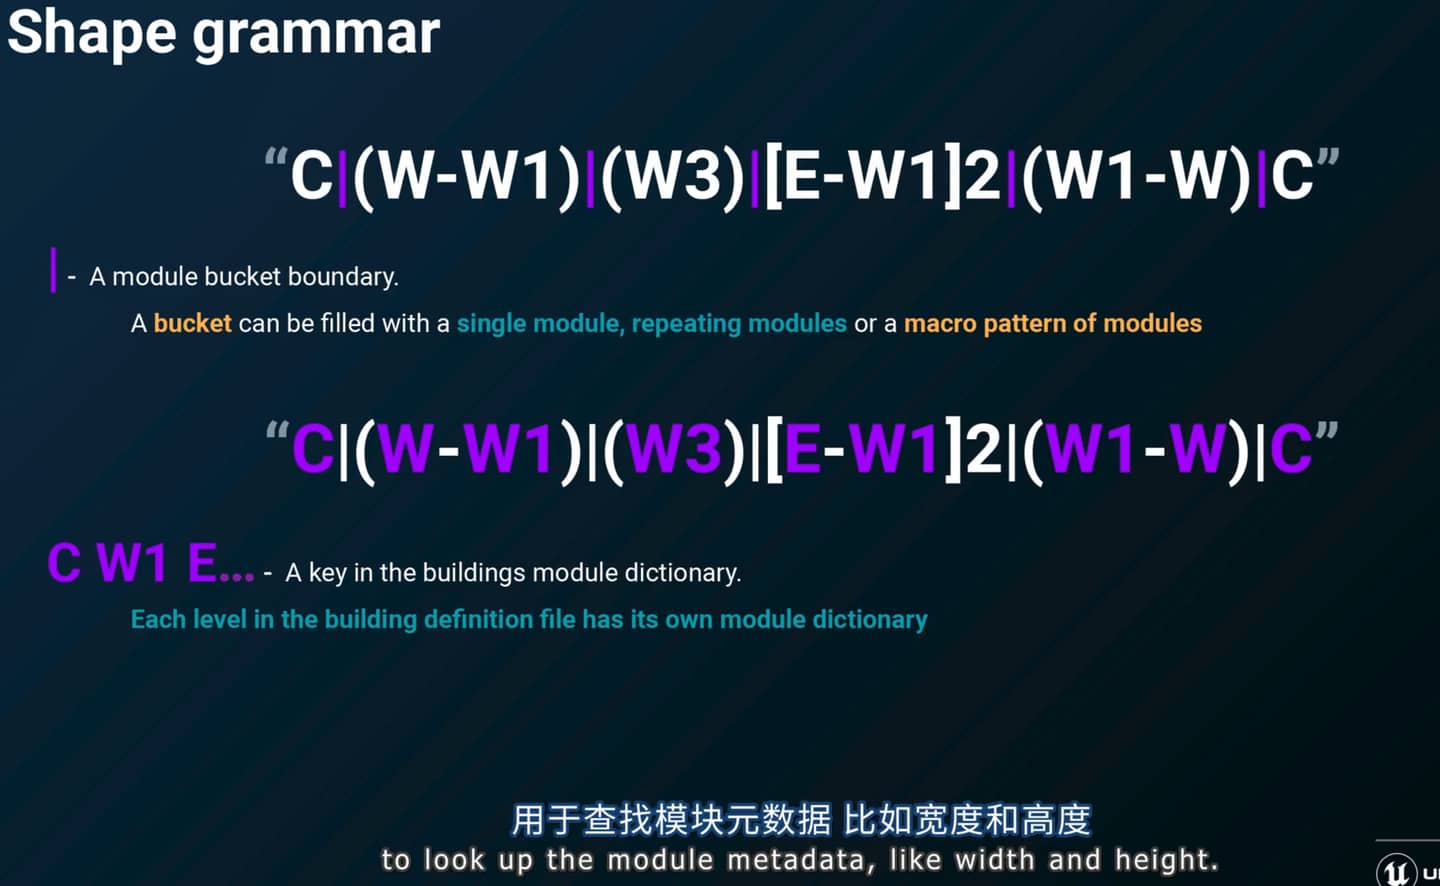 Shape grammar
“C|(W-W1)|(W3)|[E-W1]2|(W1-W)|C”
| - A module bucket boundary.
A bucket can be filled with a single module, repeating modules or a macro pattern of modules
“C|(W-W1)|(W3)|[E-W1]2|(W1-W)|C”
C W1 E... - A key in the buildings module dictionary.
Each level in the building definition file has its own module dictionary
用于查找模块元数据 比如宽度和高度
to look up the module metadata, like width and height.